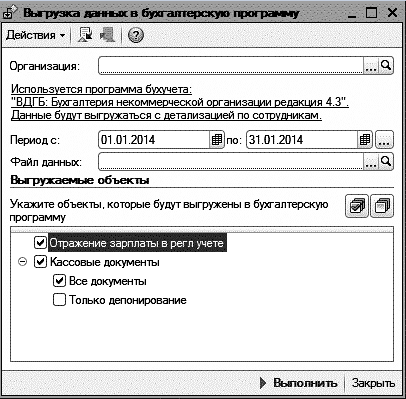 Выгрузка данных в бухгалтерскую программу
Действия
Организация:
Используется программа бухучета:
"ВДГБ: Бухгалтерия некоммерческой организации редакция 4.3".
Данные будут выгружаться с детализацией по сотрудникам.
Период с: 01.01.2014 по: 31.01.2014
Файл данных:
Выгружаемые объекты
Укажите объекты, которые будут выгружены в бухгалтерскую
программу
Отражение зарплаты в регл учете
Кассовые документы
Все документы
Только депонирование
Выполнить Закрыть